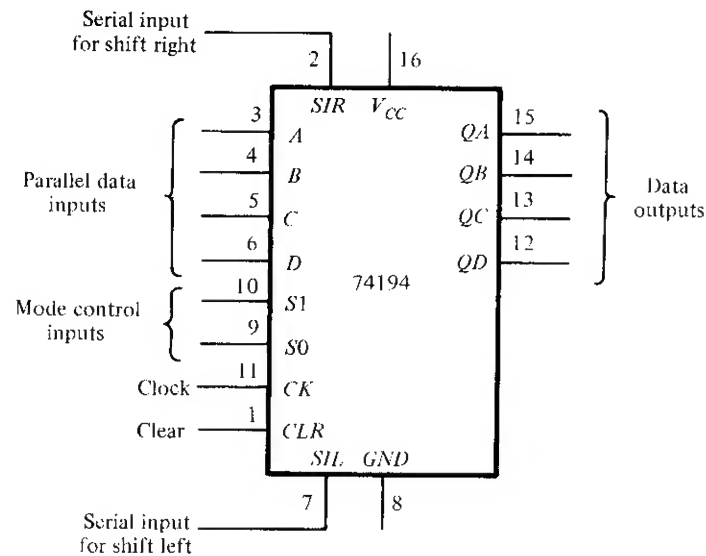 Serial input
for shift right
2
16
SIR
VCC
3
A
QA
15
4
B
QB
14
Parallel data
inputs
5
C
QC
13
Data
outputs
6
D
QD
12
74194
10
S1
Mode control
inputs
9
S0
11
Clock
CK
1
Clear
CLR
SIL
GND
7
8
Serial input
for shift left